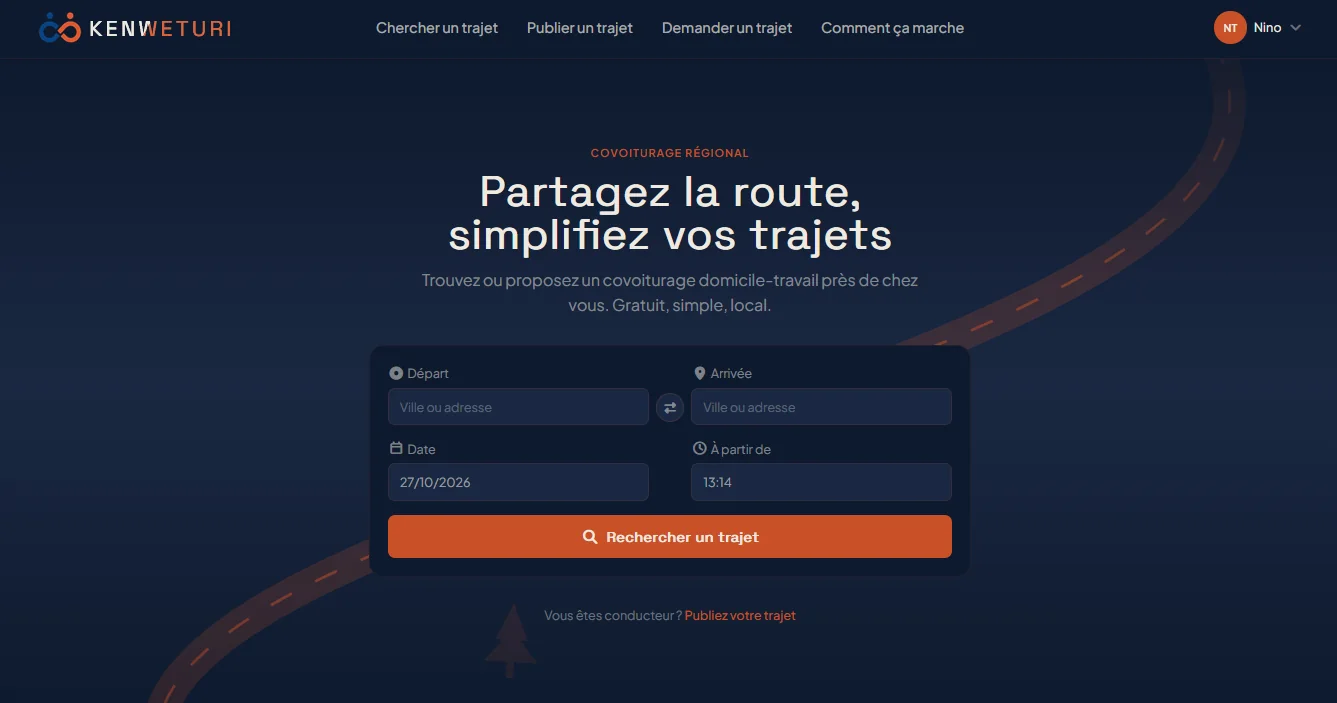 KENWETURI
Chercher un trajet
Publier un trajet
Demander un trajet
Comment ça marche
NT
Nino
COVOITURAGE RÉGIONAL
Partagez la route,
simplifiez vos trajets
Trouvez ou proposez un covoiturage domicile-travail près de chez
vous. Gratuit, simple, local.
Départ
Arrivée
Ville ou adresse
Ville ou adresse
Date
À partir de
27/10/2026
13:14
Rechercher un trajet
Vous êtes conducteur ? Publiez votre trajet